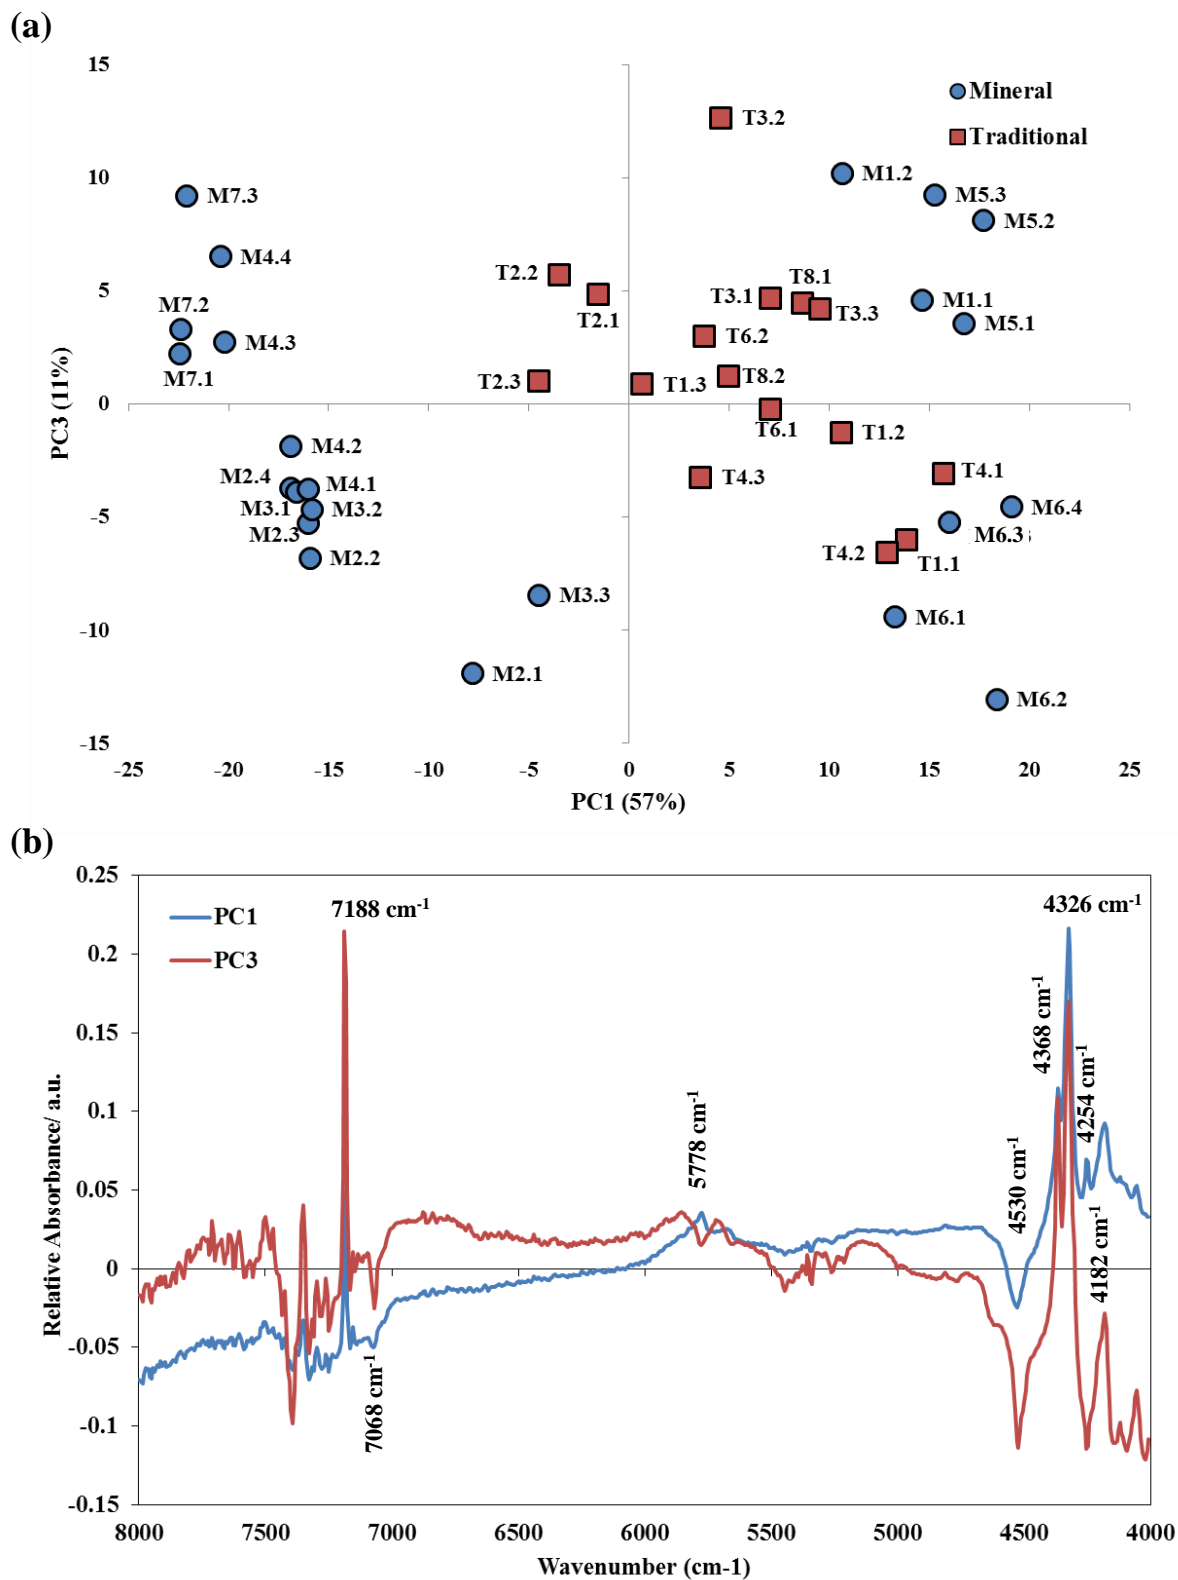 (a)
15
Mineral
Traditional
T3.2
M1.2
10
M7.3
M5.3
M5.2
M4.4
T2.2
T8.1
5
T3.1
M7.2
T2.1
T3.3
M1.1
M5.1
M4.3
T6.2
M7.1
T2.3
T1.3
T8.2
0
T6.1
T1.2
M4.2
M2.4
M4.1
T4.3
T4.1
M3.1
M3.2
M6.4
-5
M2.3
M6.3
M2.2
T4.2
T1.1
M3.3
M6.1
-10
M2.1
M6.2
-15
PC3 (11%)
-25 -20 -15 -10 -5 0 5 10 15 20 25
PC1 (57%)
(b)
0.25
PC1
PC3
7188 cm-1
4326 cm-1
0.2
4368 cm-1
0.15
4254 cm-1
0.1
5778 cm-1
4530 cm-1
0.05
4182 cm-1
0
-0.05
7068 cm-1
-0.1
-0.15
Relative Absorbance/ a.u.
8000 7500 7000 6500 6000 5500 5000 4500 4000
Wavenumber (cm-1)